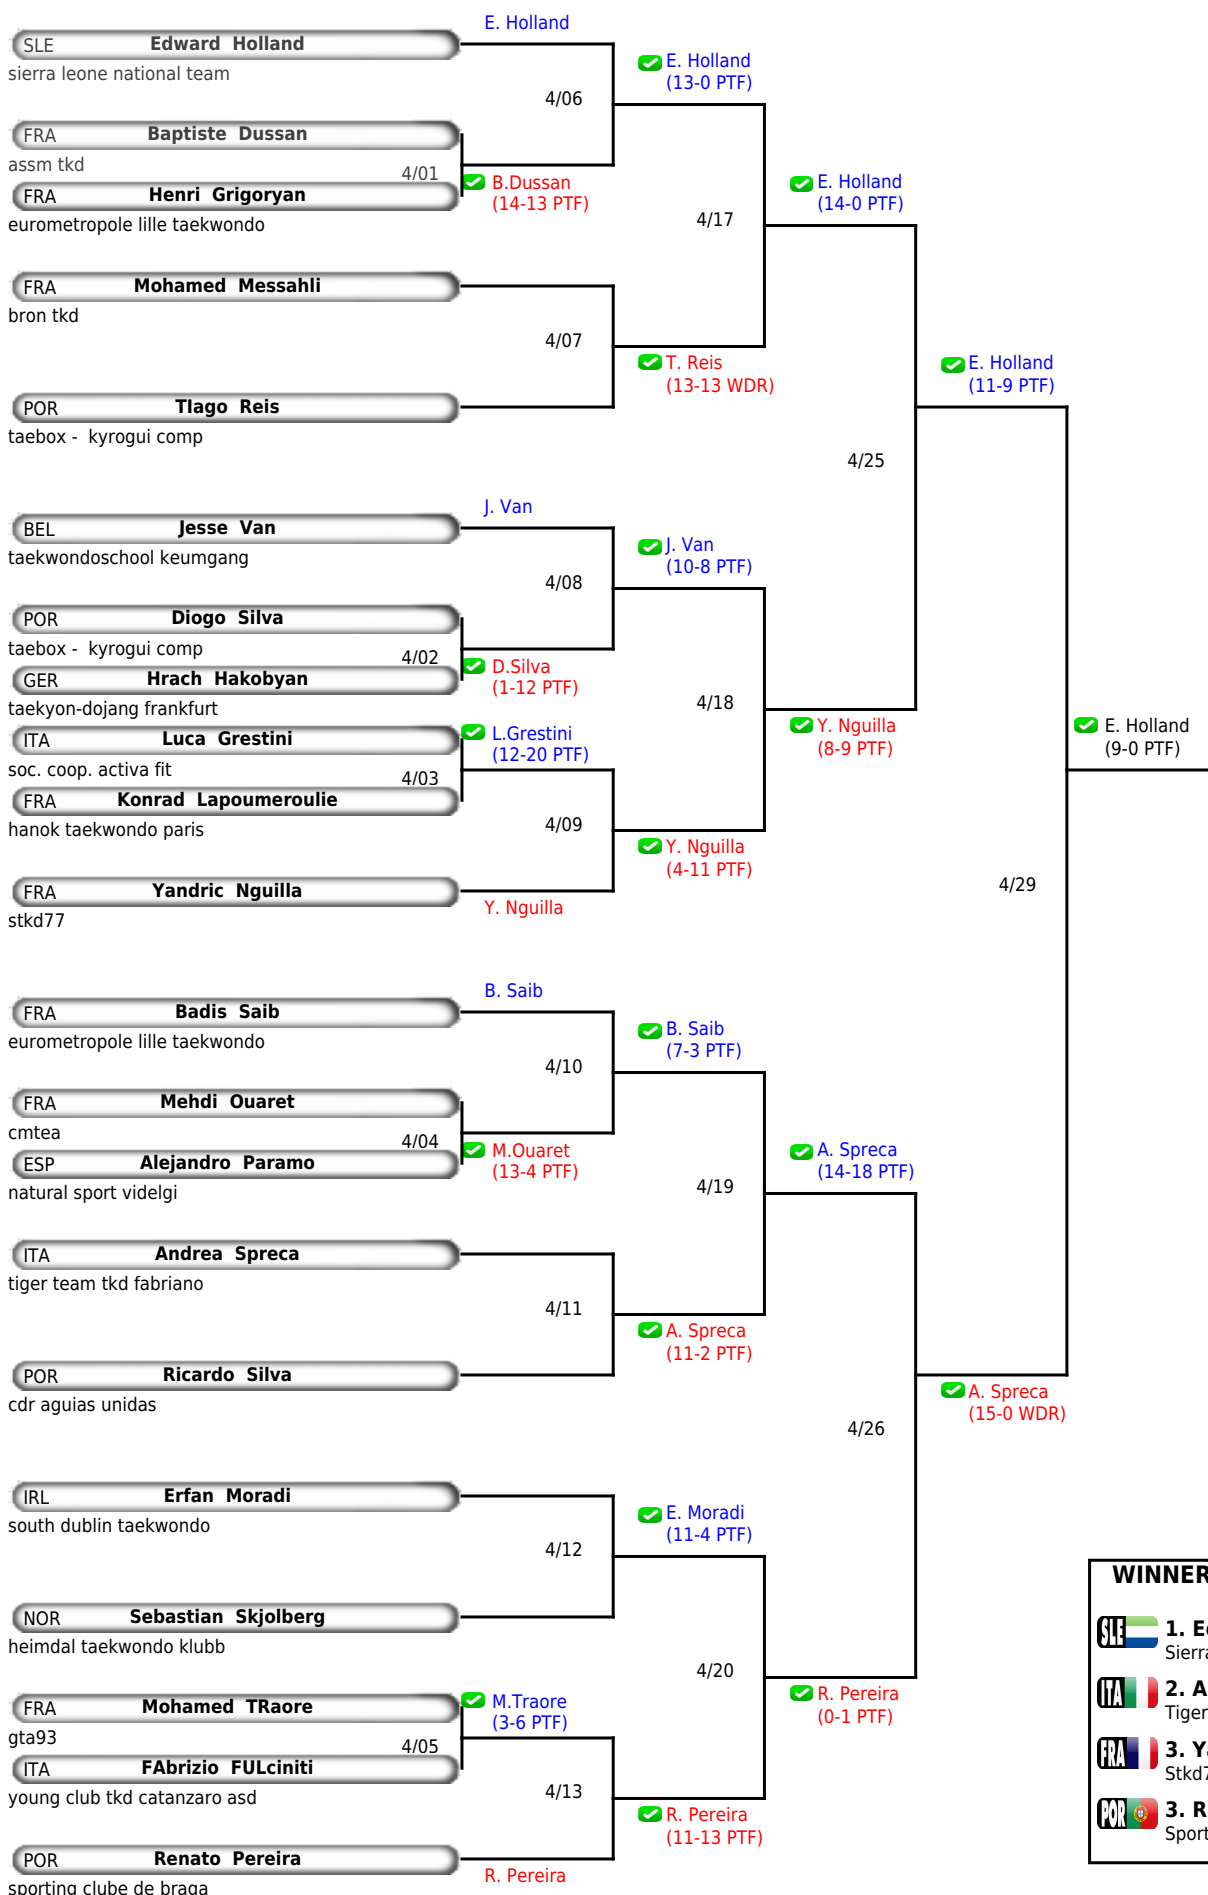 E. Holland
SLE Edward Holland
sierra leone national team
E. Holland
(13-0 PTF)
4/06
FRA Baptiste Dussan
assm tkd
4/01
B.Dussan
(14-13 PTF)
FRA Henri Grigoryan
eurometropole lille taekwondo
E. Holland
(14-0 PTF)
4/17
FRA Mohamed Messahli
bron tkd
4/07
T. Reis
(13-13 WDR)
POR TIago Reis
taebox - kyrogui comp
E. Holland
(11-9 PTF)
4/25
J. Van
BEL Jesse Van
taekwondoschool keumgang
J. Van
(10-8 PTF)
4/08
POR Diogo Silva
taebox - kyrogui comp
4/02
D.Silva
(1-12 PTF)
GER Hrach Hakobyan
taekyon-dojang frankfurt
4/18
Y. Nguilla
(8-9 PTF)
E. Holland
(9-0 PTF)
ITA Luca Grestini
soc. coop. activa fit
L.Grestini
(12-20 PTF)
4/03
FRA Konrad Lapoumeroulie
hanok taekwondo paris
4/09
Y. Nguilla
(4-11 PTF)
FRA Yandric Nguilla
stkd77
Y. Nguilla
4/29
B. Saib
FRA Badis Saib
eurometropole lille taekwondo
B. Saib
(7-3 PTF)
4/10
FRA Mehdi Ouaret
cmtea
4/04
M.Ouaret
(13-4 PTF)
ESP Alejandro Paramo
natural sport videlgi
A. Spreca
(14-18 PTF)
4/19
ITA Andrea Spreca
tiger team tkd fabriano
4/11
A. Spreca
(11-2 PTF)
POR Ricardo Silva
cdr aguias unidas
A. Spreca
(15-0 WDR)
4/26
IRL Erfan Moradi
south dublin taekwondo
E. Moradi
(11-4 PTF)
4/12
NOR Sebastian Skjolberg
heimdal taekwondo klubb
4/20
R. Pereira
(0-1 PTF)
FRA Mohamed TRaore
gta93
M.Traore
(3-6 PTF)
4/05
ITA FAbrizio FULciniti
young club tkd catanzaro asd
4/13
R. Pereira
(11-13 PTF)
POR Renato Pereira
sporting clube de braga
R. Pereira
WINNER
SLE 1. E
Sierra
ITA 2. A
Tiger
FRA 3. Ya
Stkd7
POR 3. R
Sport